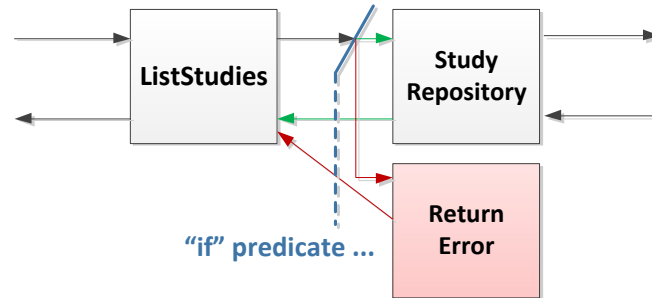 ListStudies
Study
Repository
Return
Error
“if” predicate ...